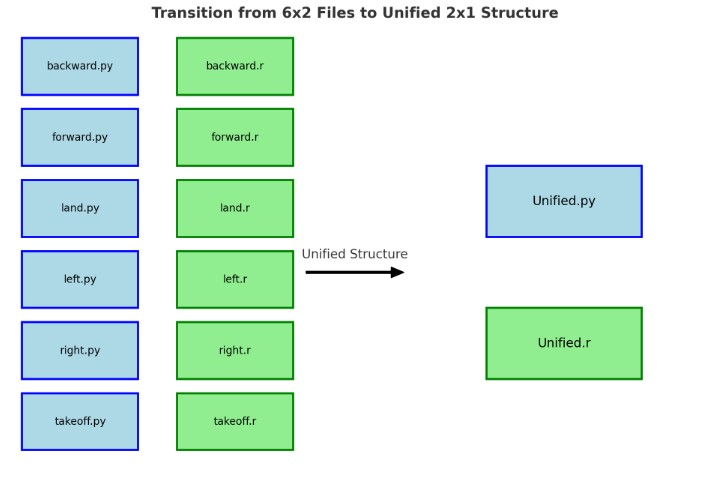 Transition from 6x2 Files to Unified 2x1 Structure
backward.py
backward.r
forward.py
forward.r
land.py
land.r
left.py
left.r
right.py
right.r
takeoff.py
takeoff.r
Unified Structure
Unified.py
Unified.r